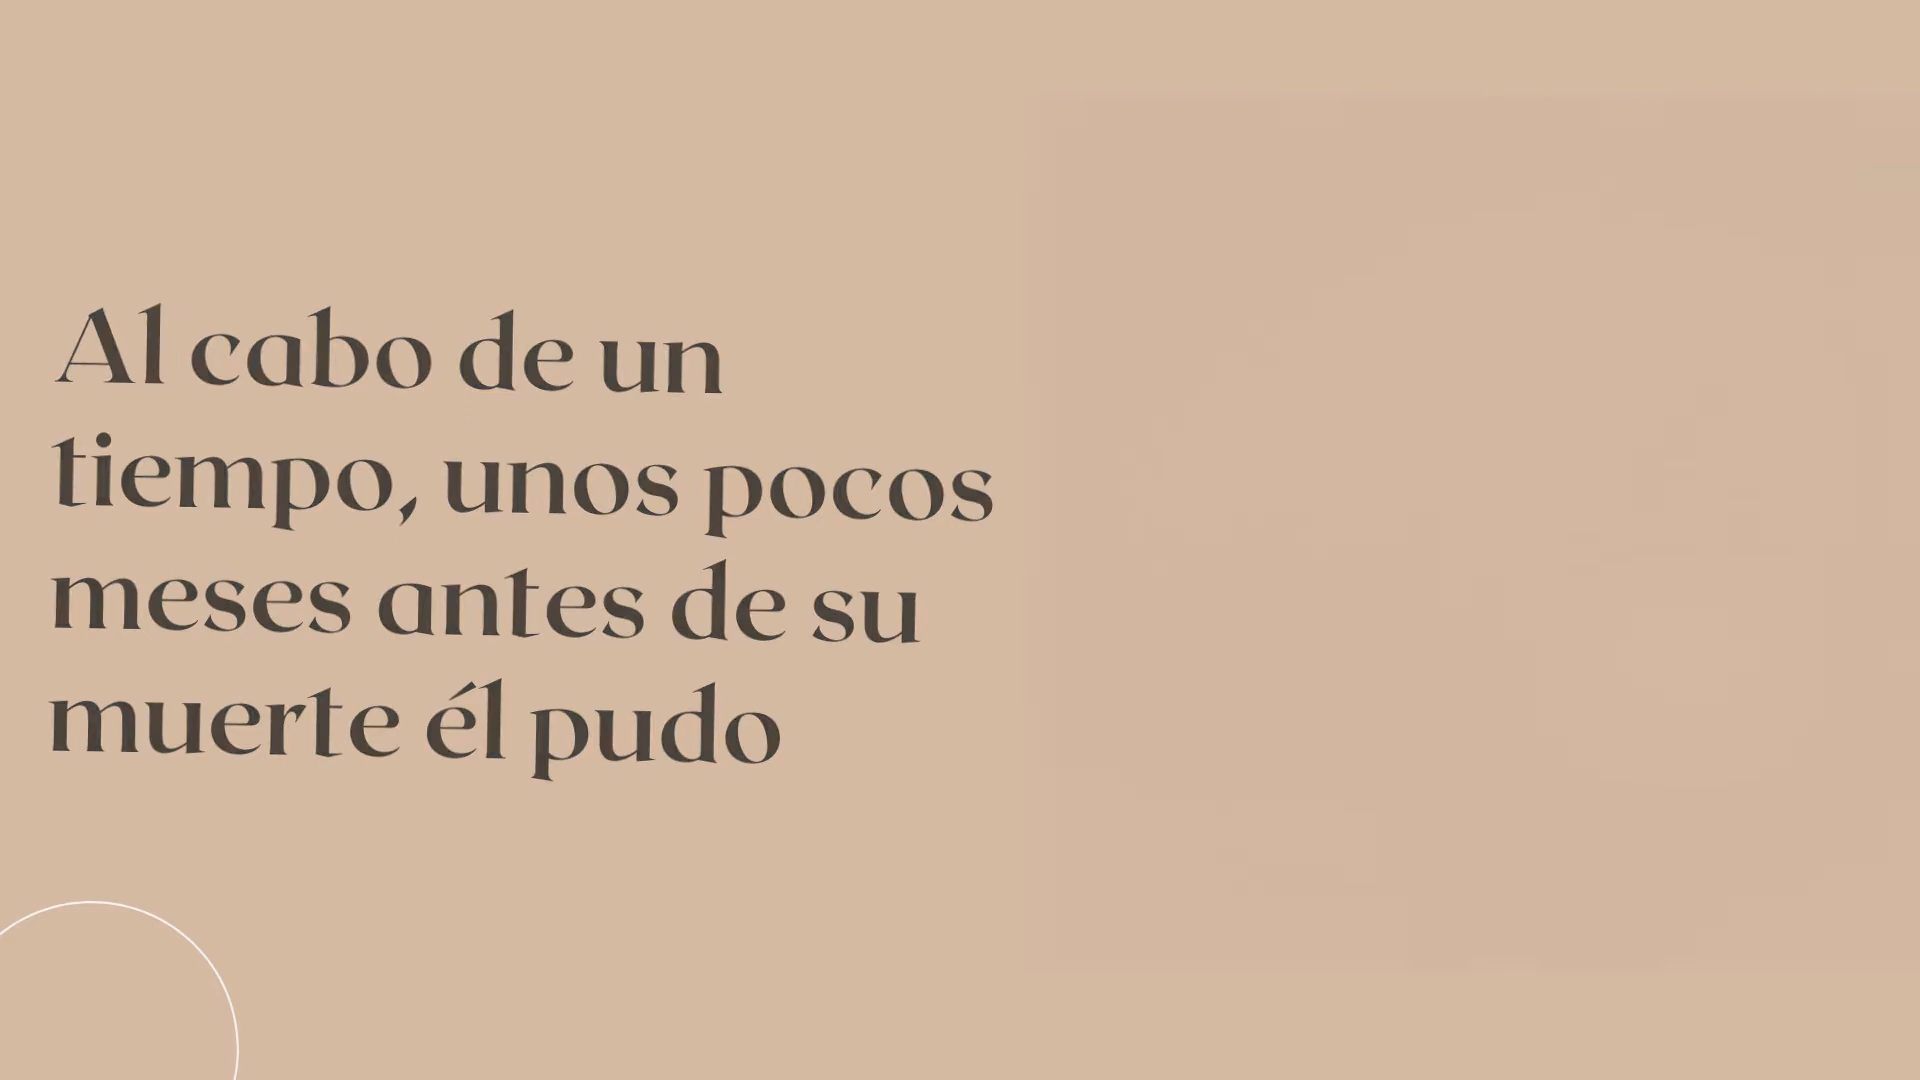 Al cabo de un
tiempo, unos pocos
meses antes de su
muerte él pudo